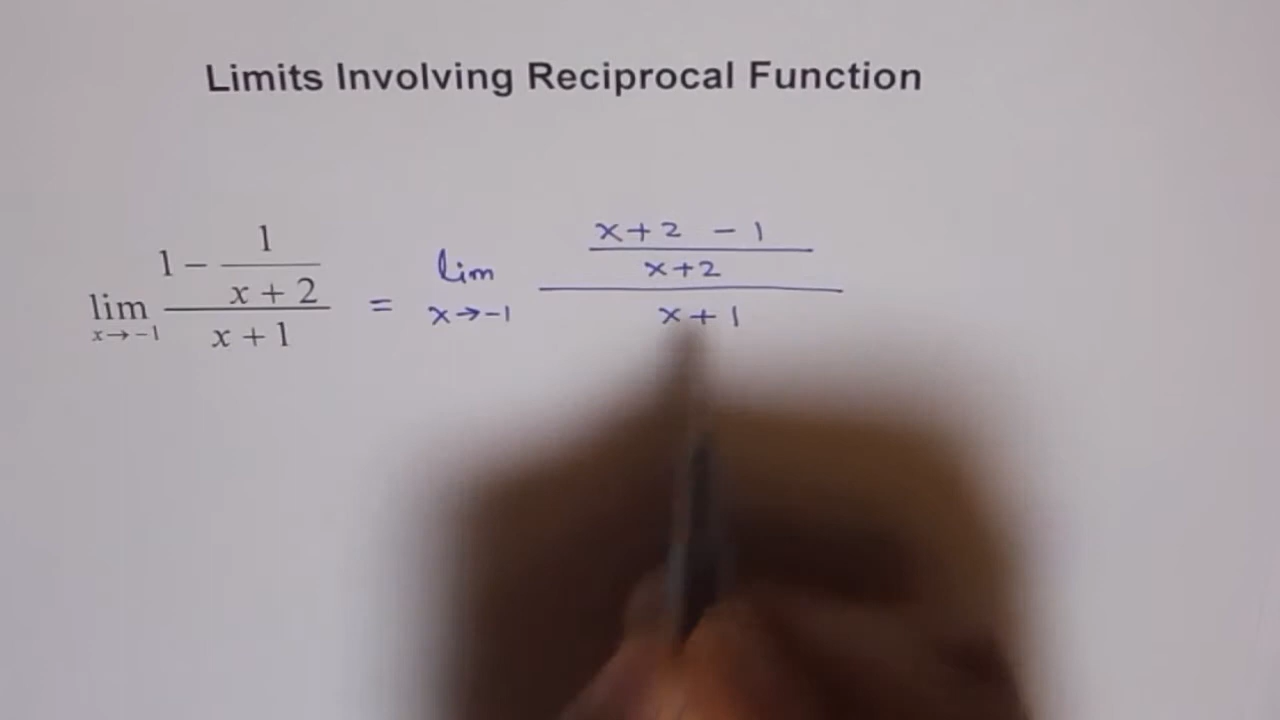 Limits Involving Reciprocal Function
lim x→-1 (1 - 1/(x + 2))/(x + 1) = lim x→-1 ((x+2 - 1)/(x+2))/(x+1)